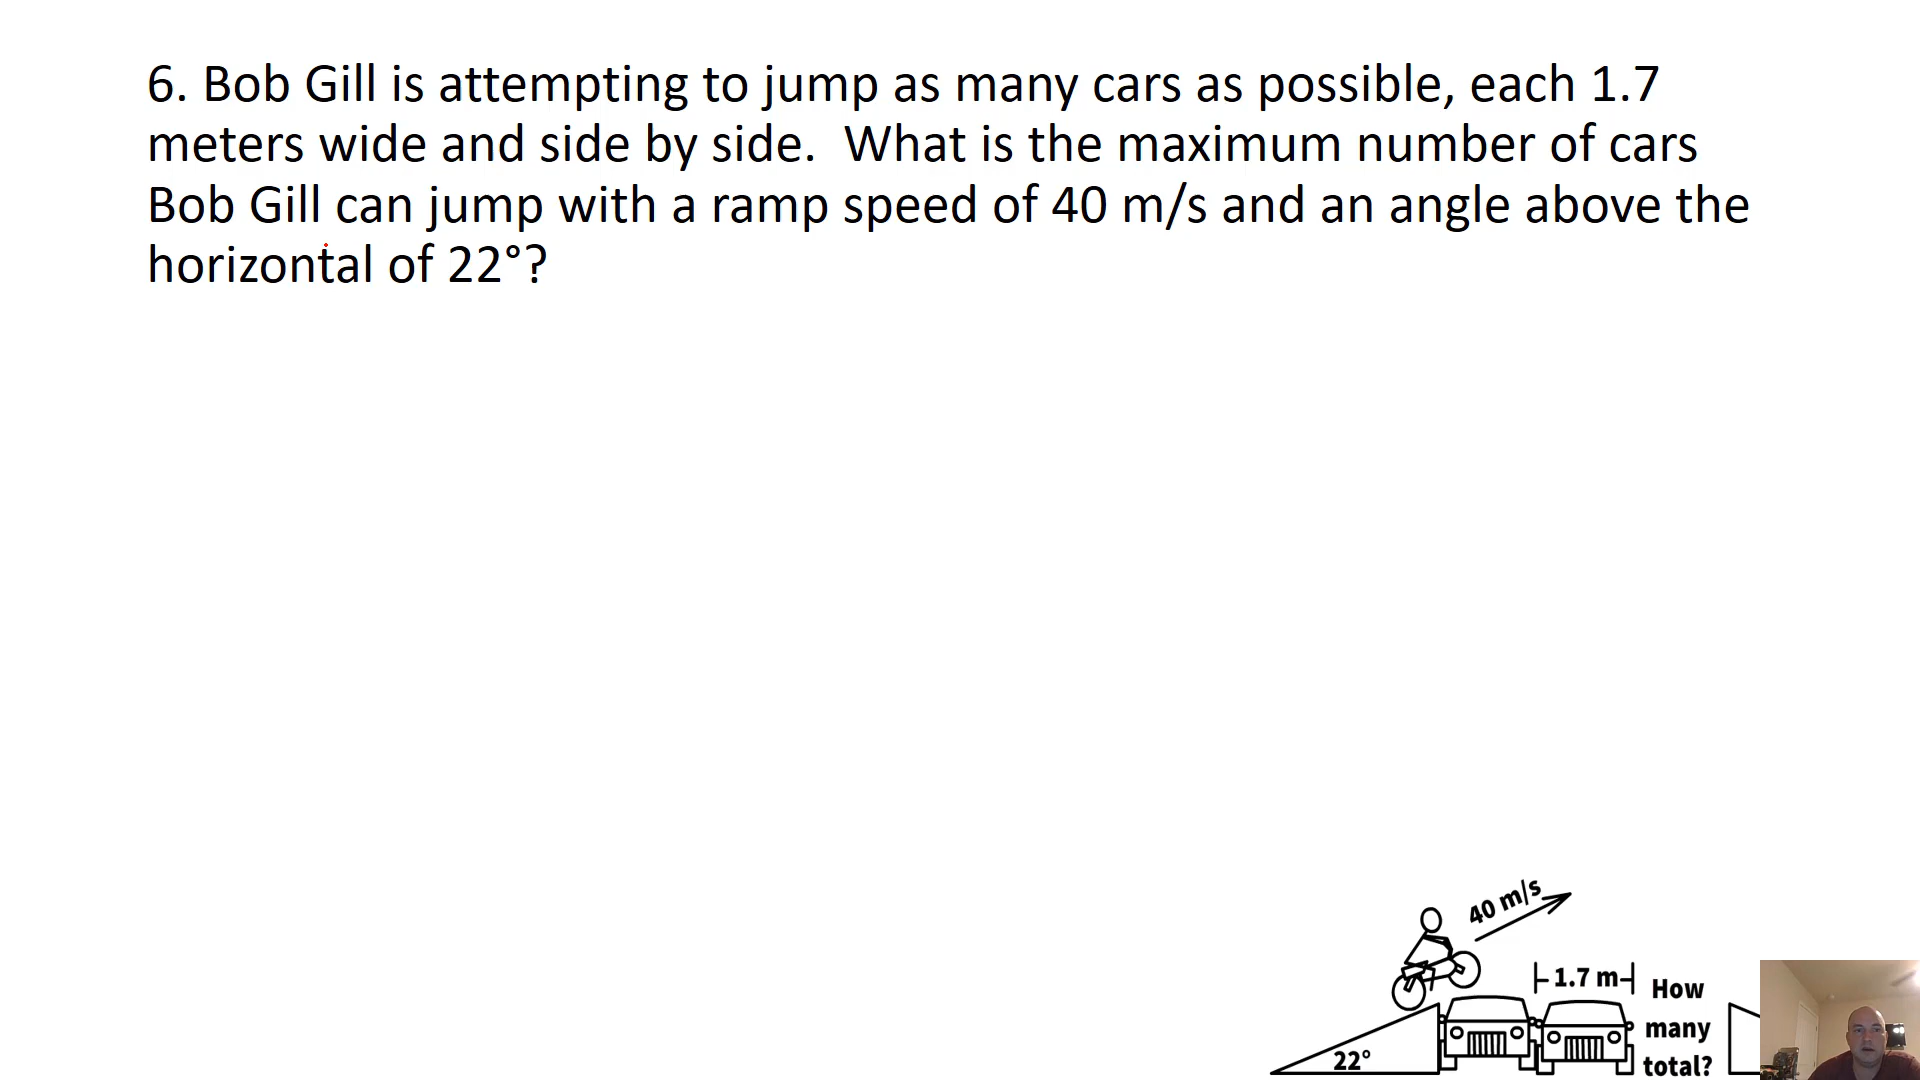 6. Bob Gill is attempting to jump as many cars as possible, each 1.7
meters wide and side by side.  What is the maximum number of cars
Bob Gill can jump with a ramp speed of 40 m/s and an angle above the
horizontal of 22°?
40 m/s
1.7 m
How
many
total?
22°